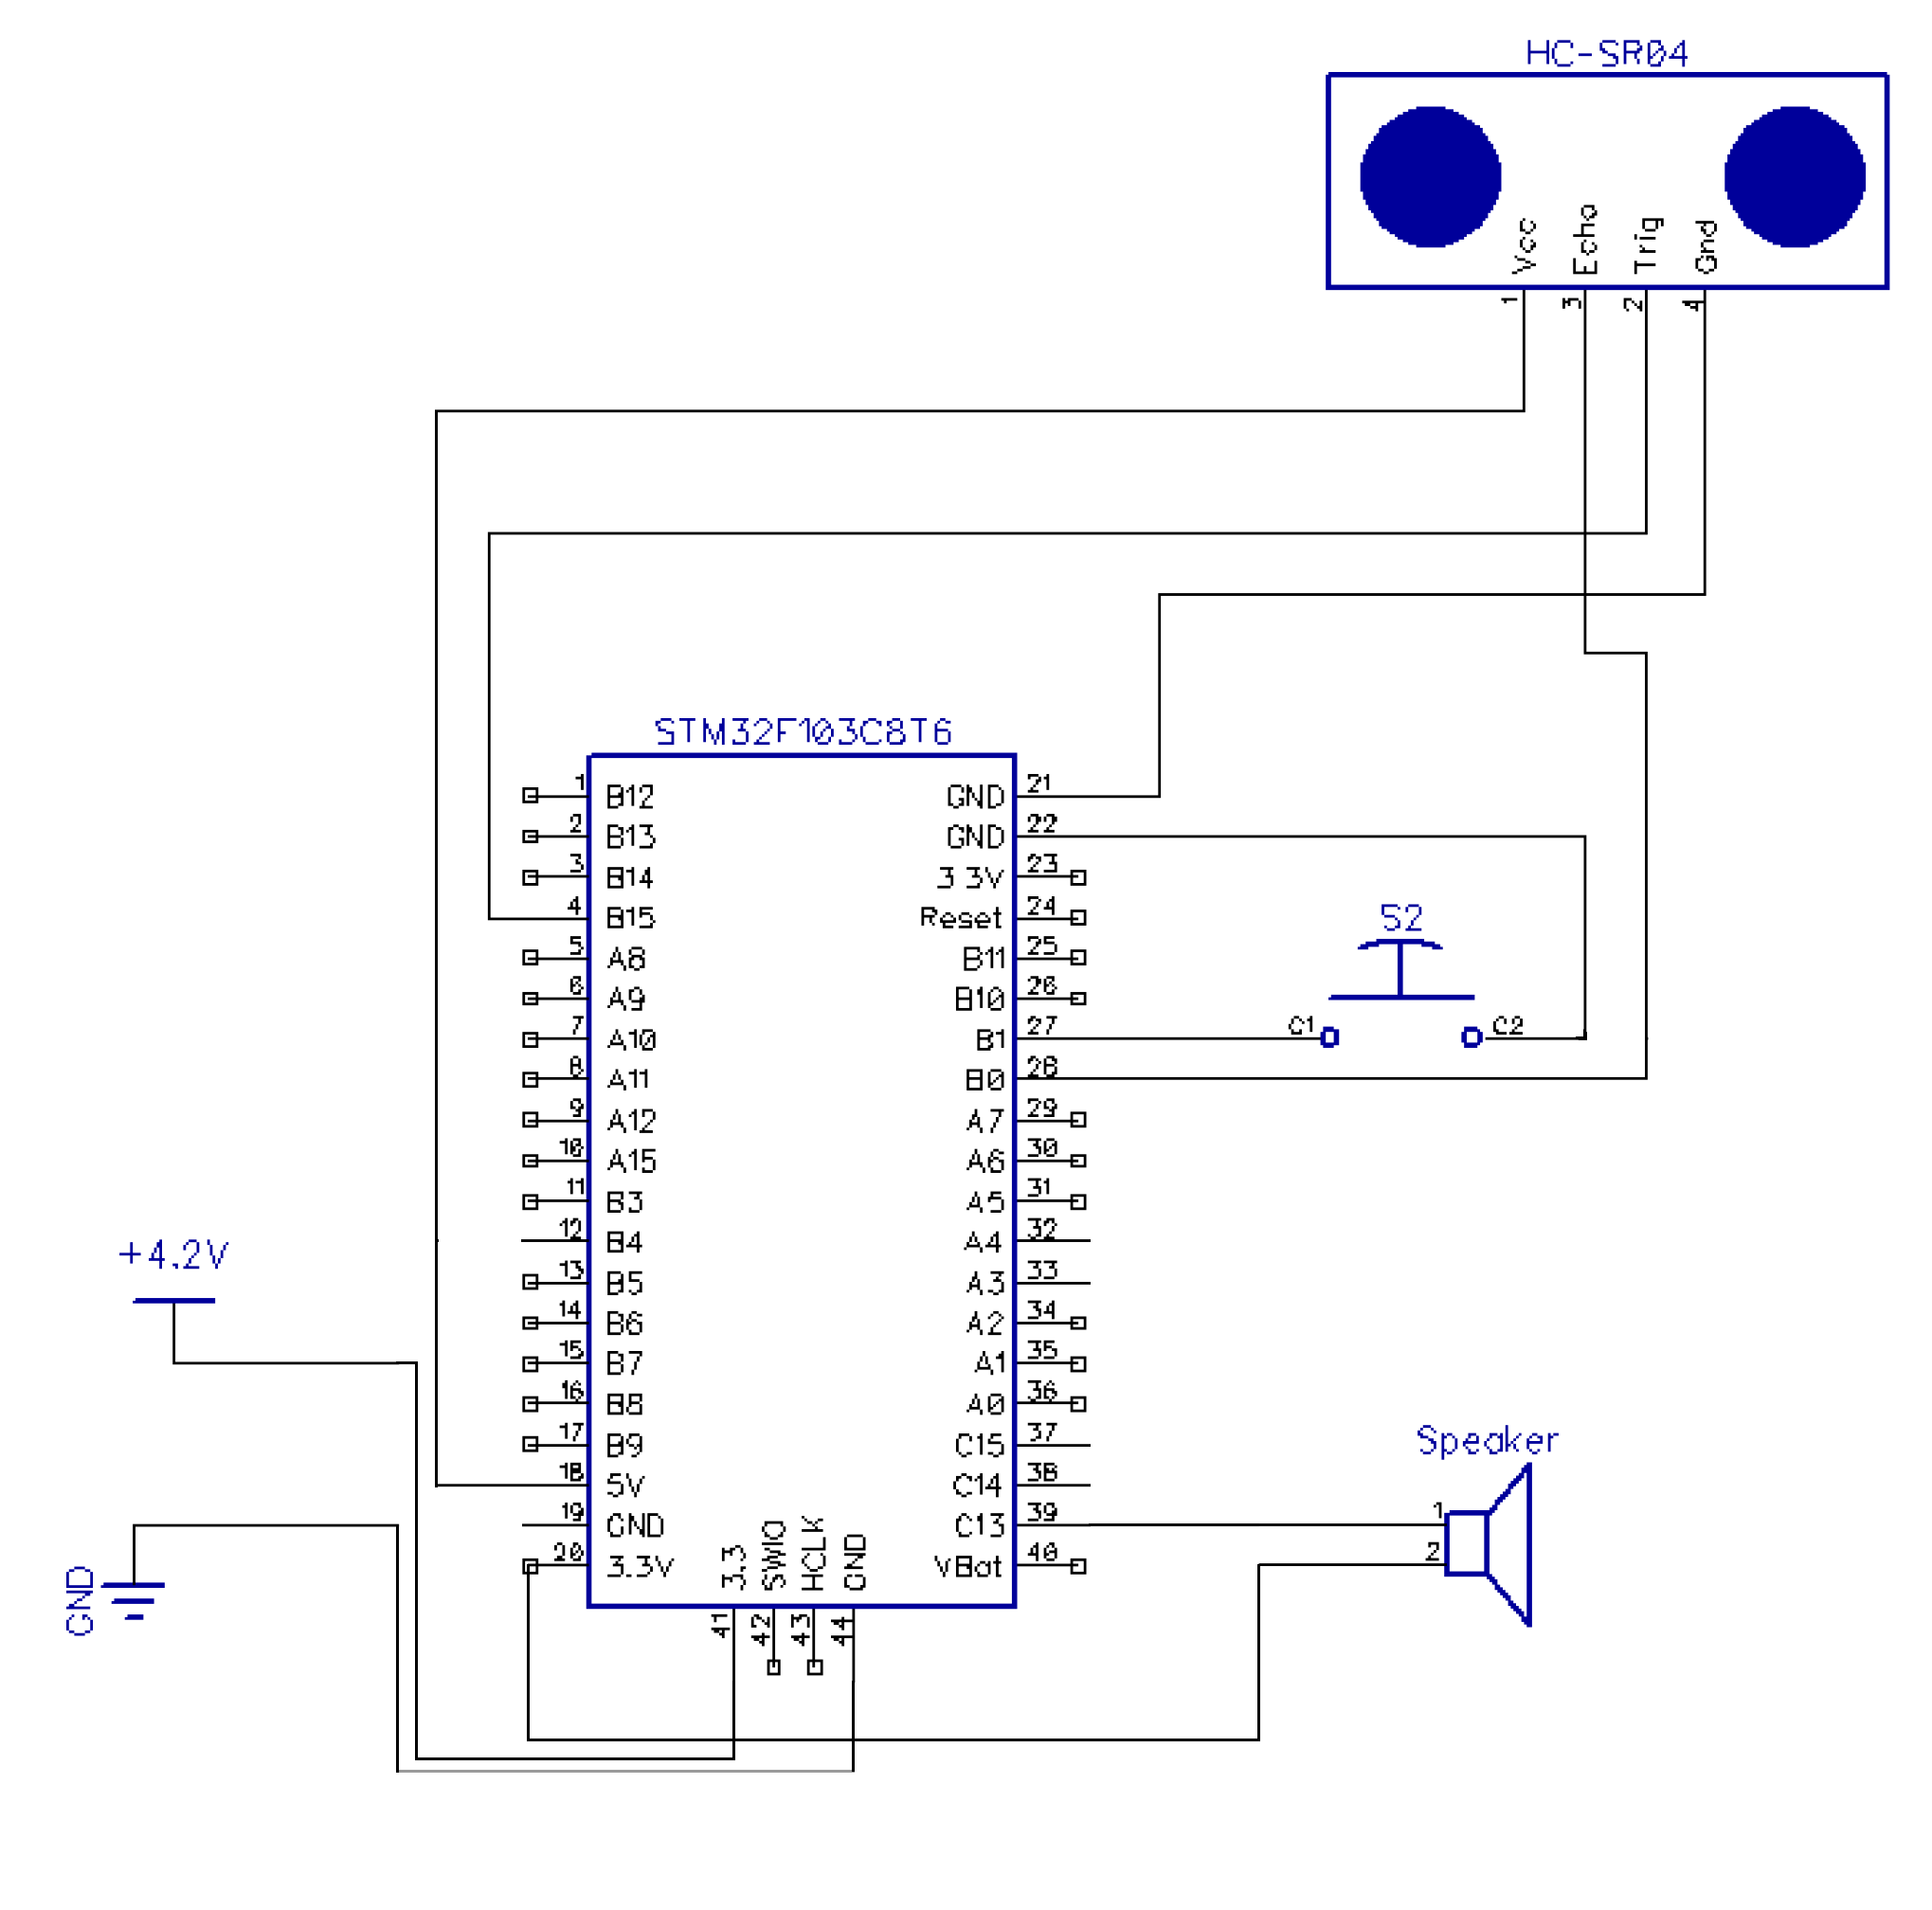 HC-SR04
Vcc
Echo
Trig
Gnd
1
3
2
4
STM32F103C8T6
1 B12 GND 21
2 B13 GND 22
3 B14 3 3V 23
4 B15 Reset 24
5 A8 B11 25
6 A9 B10 26
7 A10 B1 27
8 A11 B0 28
9 A12 A7 29
10 A15 A6 30
11 B3 A5 31
12 B4 A4 32
13 B5 A3 33
14 B6 A2 34
15 B7 A1 35
16 B8 A0 36
17 B9 C15 37
18 5V C14 38
19 GND C13 39
20 3.3V VBat 40
3.3
SWIO
HCLK
GND
41
42
43
44
S2
C1
C2
+4.2V
GND
Speaker
1
2